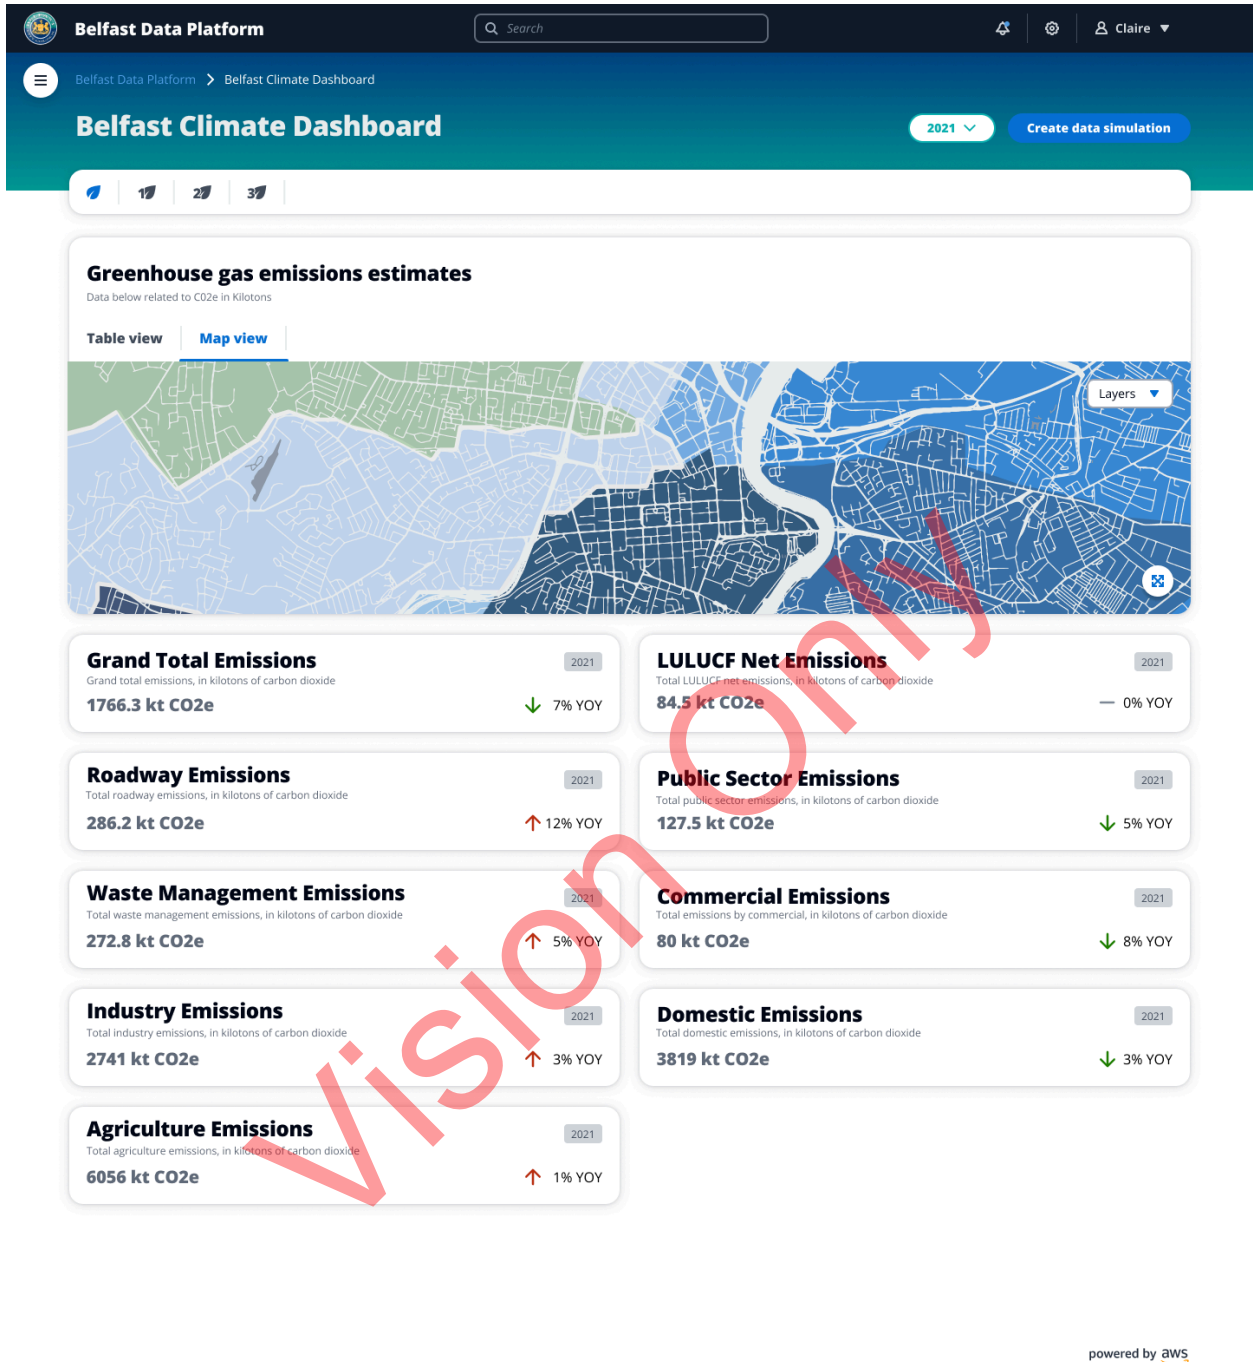 Belfast Data Platform
Search
Claire
Belfast Data Platform Belfast Climate Dashboard
Belfast Climate Dashboard
2021
Create data simulation
1
2
3
Greenhouse gas emissions estimates
Data below related to C02e in Kilotons
Table view
Map view
Layers
Grand Total Emissions
2021
Grand total emissions, in kilotons of carbon dioxide
1766.3 kt CO2e
7% YOY
LULUCF Net Emissions
2021
Total LULUCF net emissions, in kilotons of carbon dioxide
84.5 kt CO2e
0% YOY
Roadway Emissions
2021
Total roadway emissions, in kilotons of carbon dioxide
286.2 kt CO2e
12% YOY
Public Sector Emissions
2021
Total public sector emissions, in kilotons of carbon dioxide
127.5 kt CO2e
5% YOY
Waste Management Emissions
2021
Total waste management emissions, in kilotons of carbon dioxide
272.8 kt CO2e
5% YOY
Commercial Emissions
2021
Total emissions by commercial, in kilotons of carbon dioxide
80 kt CO2e
8% YOY
Industry Emissions
2021
Total industry emissions, in kilotons of carbon dioxide
2741 kt CO2e
3% YOY
Domestic Emissions
2021
Total domestic emissions, in kilotons of carbon dioxide
3819 kt CO2e
3% YOY
Agriculture Emissions
2021
Total agriculture emissions, in kilotons of carbon dioxide
6056 kt CO2e
1% YOY
Vision Only
powered by aws